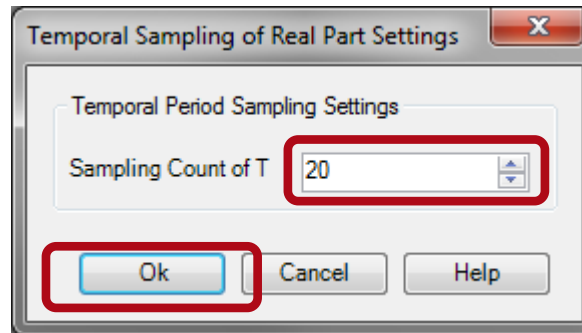 Temporal Sampling of Real Part Settings
Temporal Period Sampling Settings
Sampling Count of T 20
Ok Cancel Help